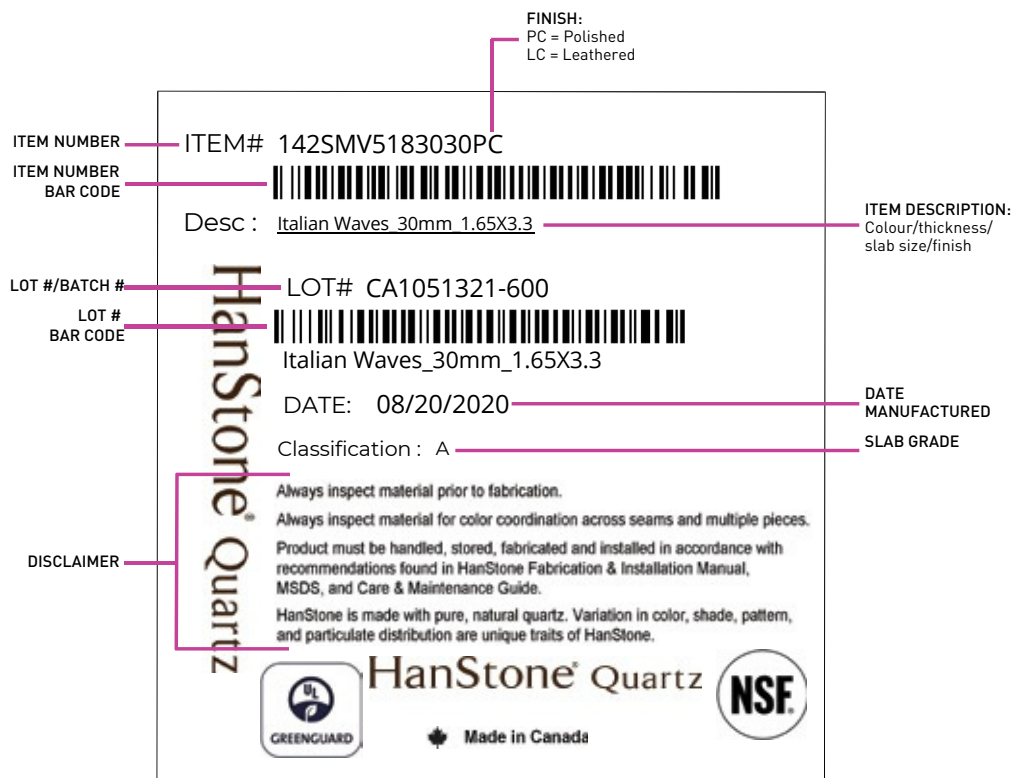 FINISH:
PC = Polished
LC = Leathered
ITEM NUMBER
ITEM# 142SMV5183030PC
ITEM NUMBER
BAR CODE
Desc : Italian Waves_30mm_1.65X3.3
ITEM DESCRIPTION:
Colour/thickness/
slab size/finish
LOT #/BATCH #
LOT# CA1051321-600
LOT #
BAR CODE
Italian Waves_30mm_1.65X3.3
DATE: 08/20/2020
DATE
MANUFACTURED
Classification : A
SLAB GRADE
HanStone® Quartz
DISCLAIMER
Always inspect material prior to fabrication.
Always inspect material for color coordination across seams and multiple pieces.
Product must be handled, stored, fabricated and installed in accordance with
recommendations found in HanStone Fabrication & Installation Manual,
MSDS, and Care & Maintenance Guide.
HanStone is made with pure, natural quartz. Variation in color, shade, pattern,
and particulate distribution are unique traits of HanStone.
UL
GREENGUARD
HanStone® Quartz
NSF.
Made in Canada